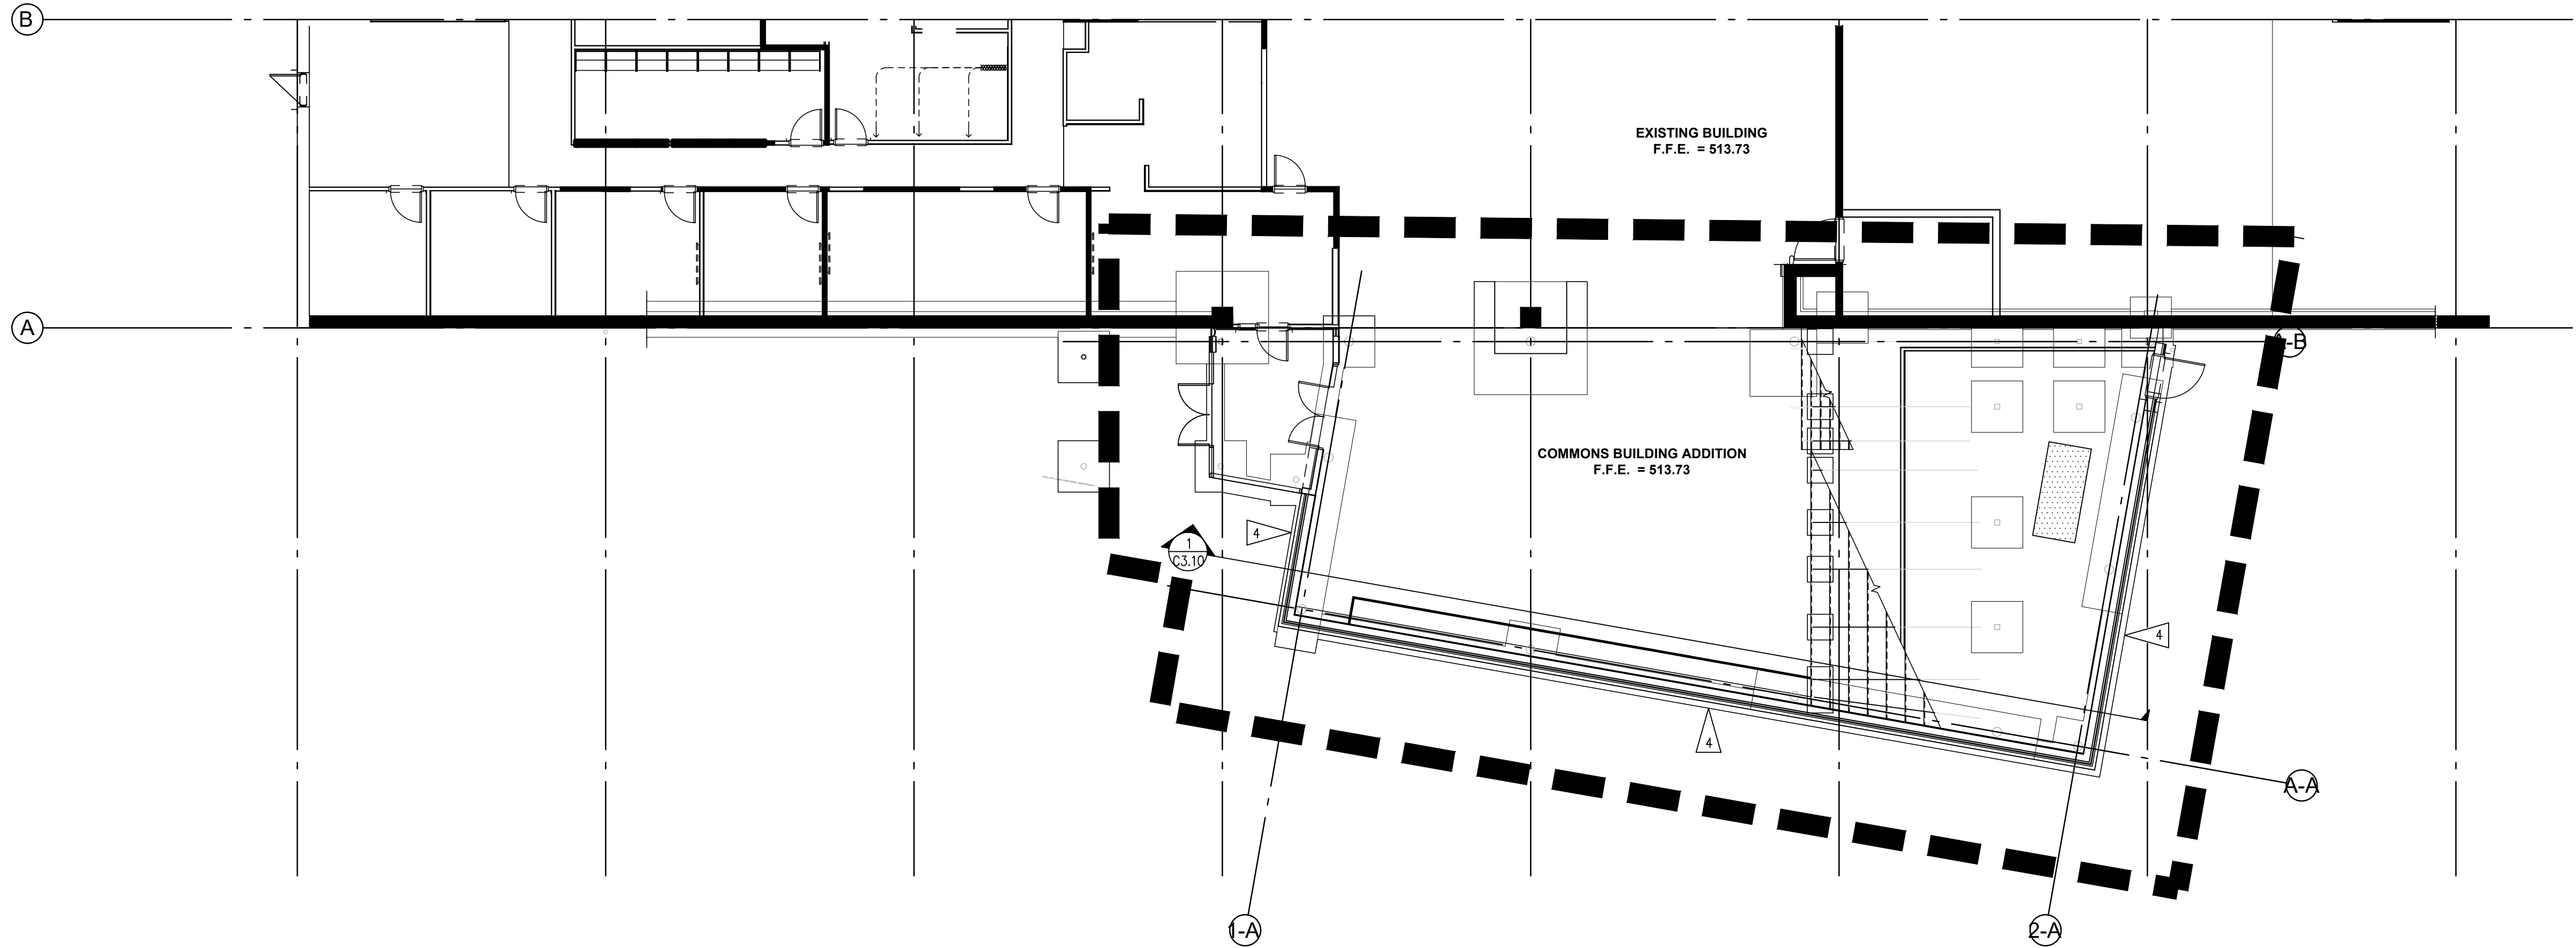 B
EXISTING BUILDING
F.F.E. = 513.73
A
-B
COMMONS BUILDING ADDITION
F.F.E. = 513.73
4
1
C3.10
4
4
A-A
1-A
2-A